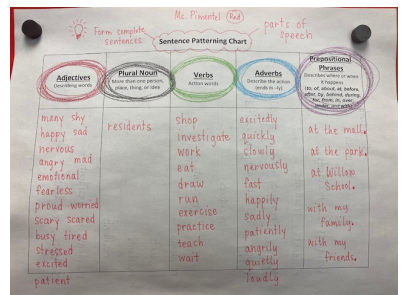 Ms. Pimentel Red
Form complete sentences
parts of speech
Sentence Patterning Chart
Adjectives
Describing words
Plural Noun
More than one person,
place, thing, or idea
Verbs
Action words
Adverbs
Describe the action
(ends in -ly)
Prepositional
Phrases
Describes where or when
it happens
(to, of, about, at, before,
after, by, behind, during,
for, from, in, over,
under, and with)
many shy
happy sad
nervous
angry mad
emotional
fearless
proud worried
scary scared
busy tired
stressed
excited
patient
residents
shop
investigate
work
eat
draw
run
exercise
practice
teach
wait
excitedly
quickly
slowly
nervously
fast
happily
sadly
patiently
angrily
quietly
loudly
at the mall.
at the park.
at Willow
School.
with my
family.
with my
friends.